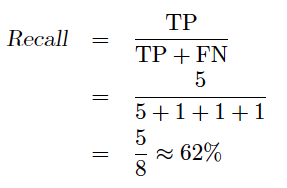 Recall = TP / TP + FN
= 5 / 5 + 1 + 1 + 1
= 5 / 8 ≈ 62%